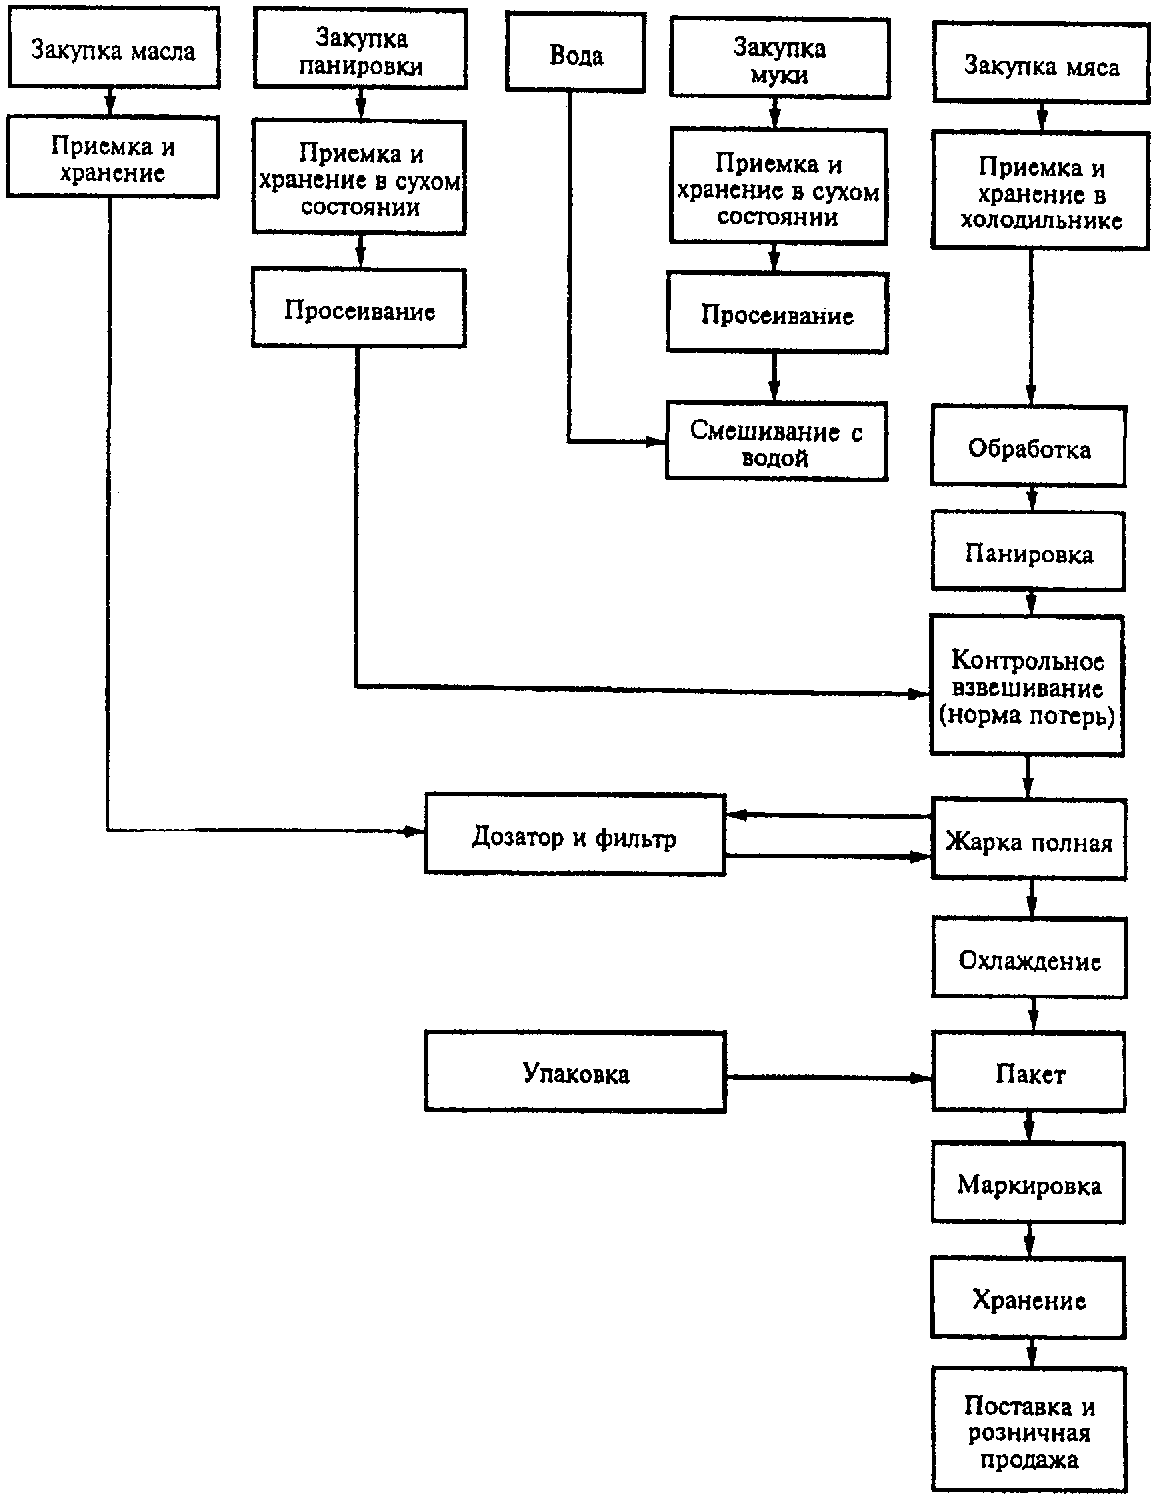 Закупка масла
Закупка
панировки
Вода
Закупка
муки
Закупка мяса
Приемка и
хранение
Приемка и
хранение в сухом
состоянии
Приемка и
хранение в сухом
состоянии
Приемка и
хранение в
холодильнике
Просеивание
Просеивание
Смешивание с
водой
Обработка
Панировка
Контрольное
взвешивание
(норма потерь)
Дозатор и фильтр
Жарка полная
Охлаждение
Упаковка
Пакет
Маркировка
Хранение
Поставка и
розничная
продажа